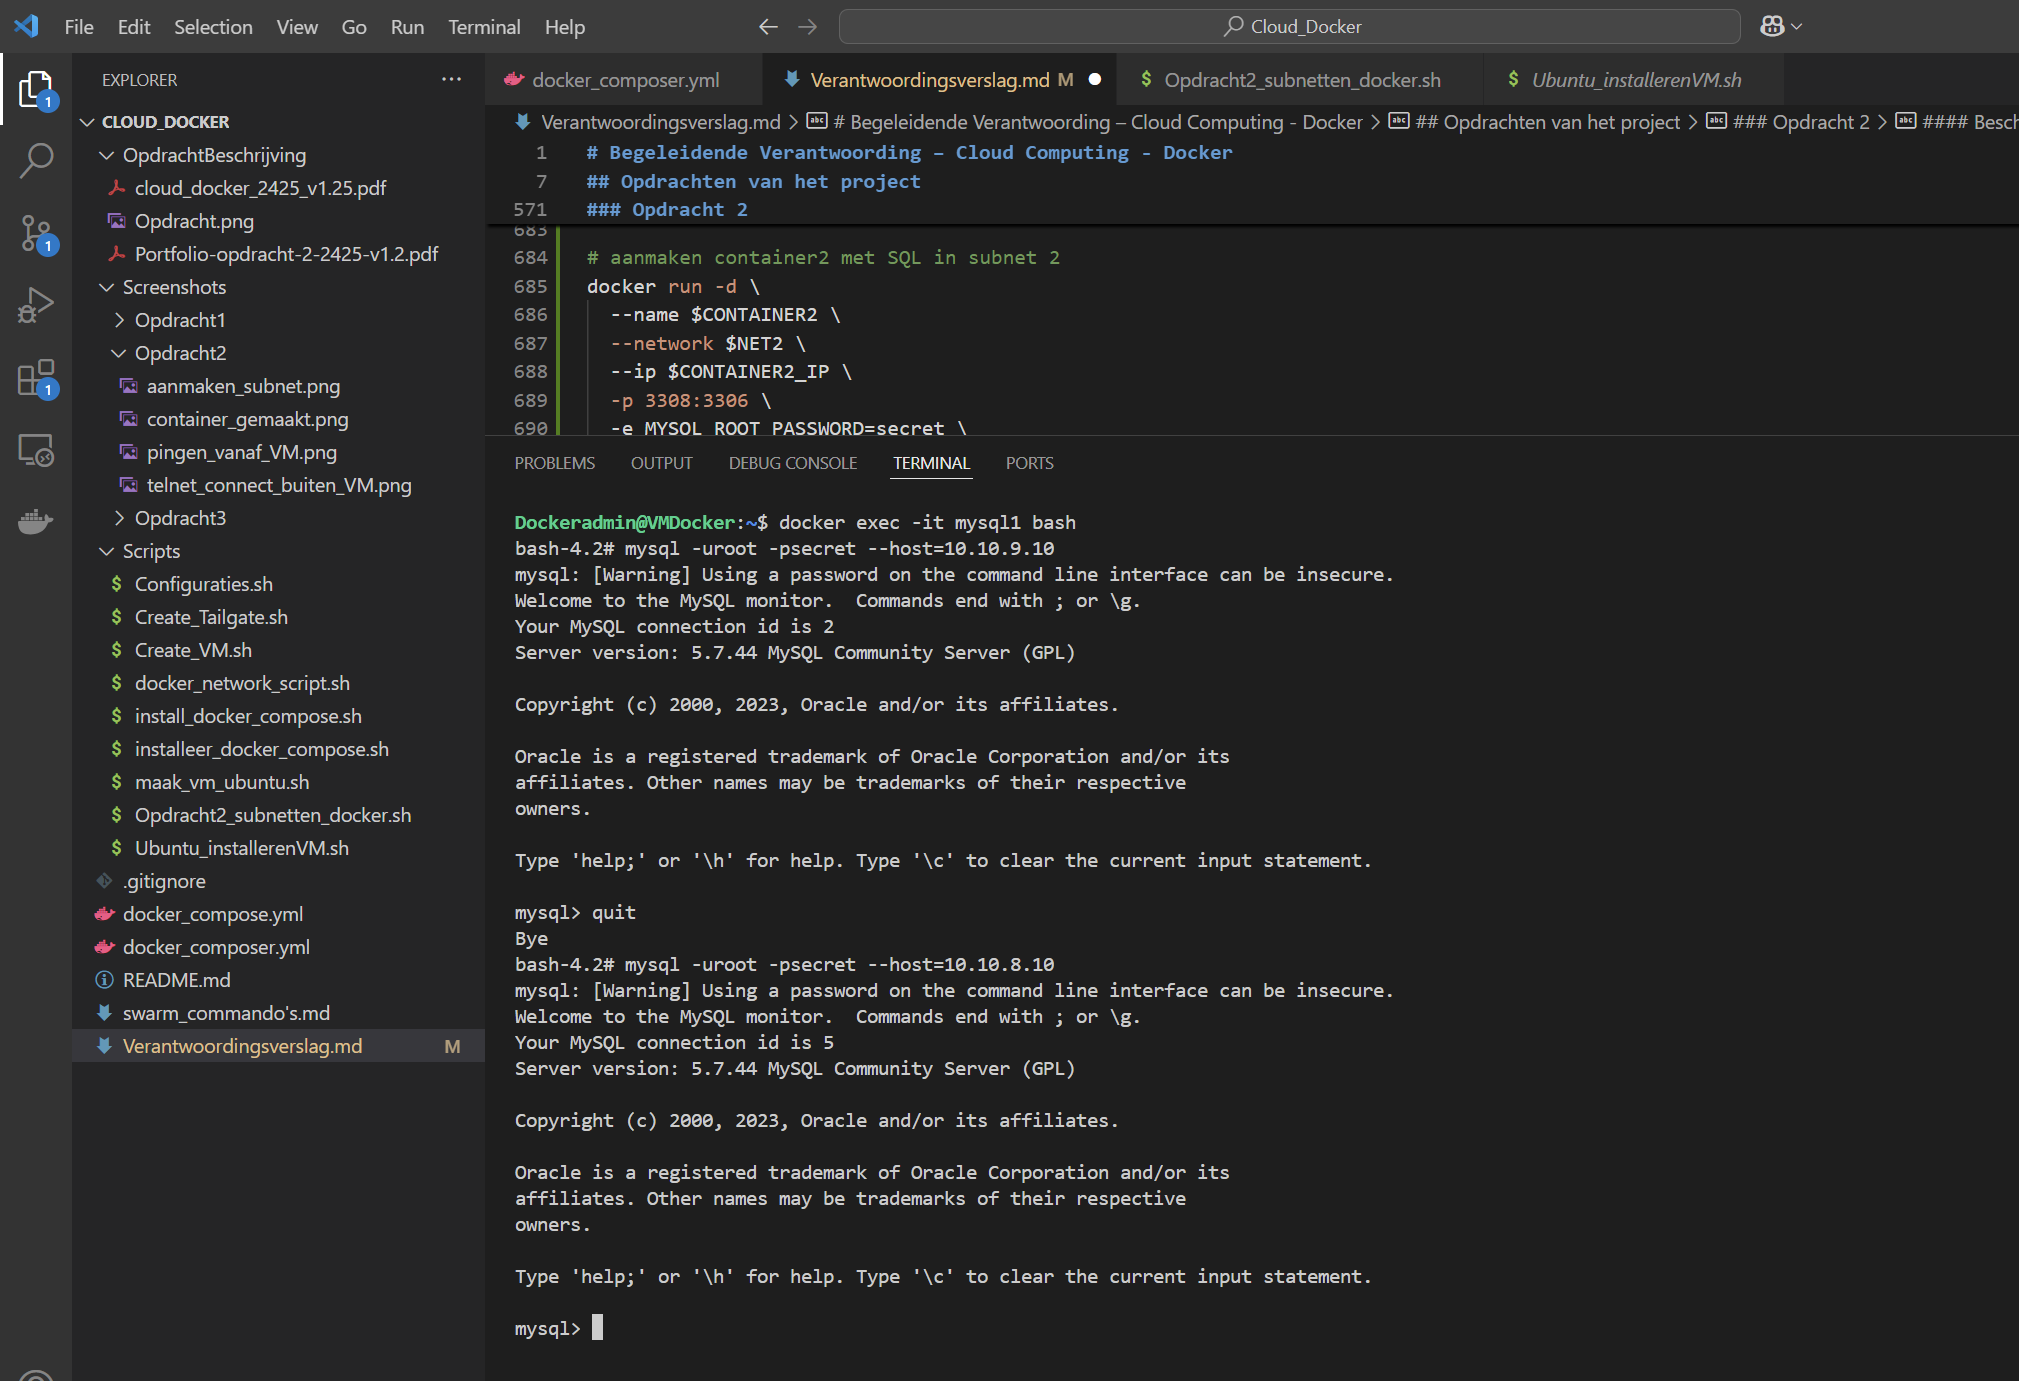 File Edit Selection View Go Run Terminal Help
Cloud_Docker
EXPLORER
CLOUD_DOCKER
OpdrachtBeschrijving
cloud_docker_2425_v1.25.pdf
Opdracht.png
Portfolio-opdracht-2-2425-v1.2.pdf
Screenshots
Opdracht1
Opdracht2
aanmaken_subnet.png
container_gemaakt.png
pingen_vanaf_VM.png
telnet_connect_buiten_VM.png
Opdracht3
Scripts
$ Configuraties.sh
$ Create_Tailgate.sh
$ Create_VM.sh
$ docker_network_script.sh
$ install_docker_compose.sh
$ installeer_docker_compose.sh
$ maak_vm_ubuntu.sh
$ Opdracht2_subnetten_docker.sh
$ Ubuntu_installerenVM.sh
.gitignore
docker_compose.yml
docker_composer.yml
README.md
swarm_commando's.md
Verantwoordingsverslag.md M
1
1
1
docker_composer.yml
Verantwoordingsverslag.md M
$ Opdracht2_subnetten_docker.sh
$ Ubuntu_installerenVM.sh
Verantwoordingsverslag.md > # Begeleidende Verantwoording – Cloud Computing - Docker > ## Opdrachten van het project > ### Opdracht 2 > #### Besch
1 # Begeleidende Verantwoording – Cloud Computing - Docker
7 ## Opdrachten van het project
571 ### Opdracht 2
683
684 # aanmaken container2 met SQL in subnet 2
685 docker run -d \
686 --name $CONTAINER2 \
687 --network $NET2 \
688 --ip $CONTAINER2_IP \
689 -p 3308:3306 \
690 -e MYSQL_ROOT_PASSWORD=secret \
PROBLEMS OUTPUT DEBUG CONSOLE TERMINAL PORTS
Dockeradmin@VMDocker:~$ docker exec -it mysql1 bash
bash-4.2# mysql -uroot -psecret --host=10.10.9.10
mysql: [Warning] Using a password on the command line interface can be insecure.
Welcome to the MySQL monitor.  Commands end with ; or \g.
Your MySQL connection id is 2
Server version: 5.7.44 MySQL Community Server (GPL)
Copyright (c) 2000, 2023, Oracle and/or its affiliates.
Oracle is a registered trademark of Oracle Corporation and/or its
affiliates. Other names may be trademarks of their respective
owners.
Type 'help;' or '\h' for help. Type '\c' to clear the current input statement.
mysql> quit
Bye
bash-4.2# mysql -uroot -psecret --host=10.10.8.10
mysql: [Warning] Using a password on the command line interface can be insecure.
Welcome to the MySQL monitor.  Commands end with ; or \g.
Your MySQL connection id is 5
Server version: 5.7.44 MySQL Community Server (GPL)
Copyright (c) 2000, 2023, Oracle and/or its affiliates.
Oracle is a registered trademark of Oracle Corporation and/or its
affiliates. Other names may be trademarks of their respective
owners.
Type 'help;' or '\h' for help. Type '\c' to clear the current input statement.
mysql>